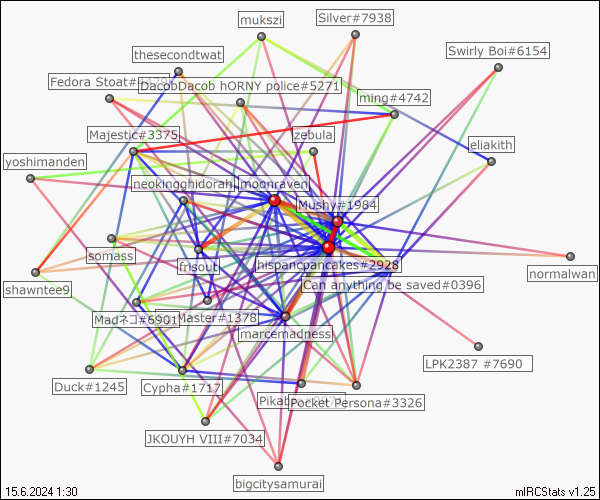 mukszi
Silver#7938
thesecondtwat
Swirly Boi#6154
Fedora Stoat#
DacobDacob hORNY police#5271
ming#4742
Majestic#3375
zebula
eliakith
yoshimanden
neokingghidorah
moonraven
Mushy#1984
somass
frisout
hispancpancakes#2928
normalwan
shawntee9
Can anything be saved#0396
Madネコ#6901
Master#1378
marcemadness
LPK2387 #7690
Duck#1245
Cypha#1717
Pocket Persona#3326
JKOUYH VIII#7034
bigcitysamurai
15.6.2024 1:30
mIRCStats v1.25